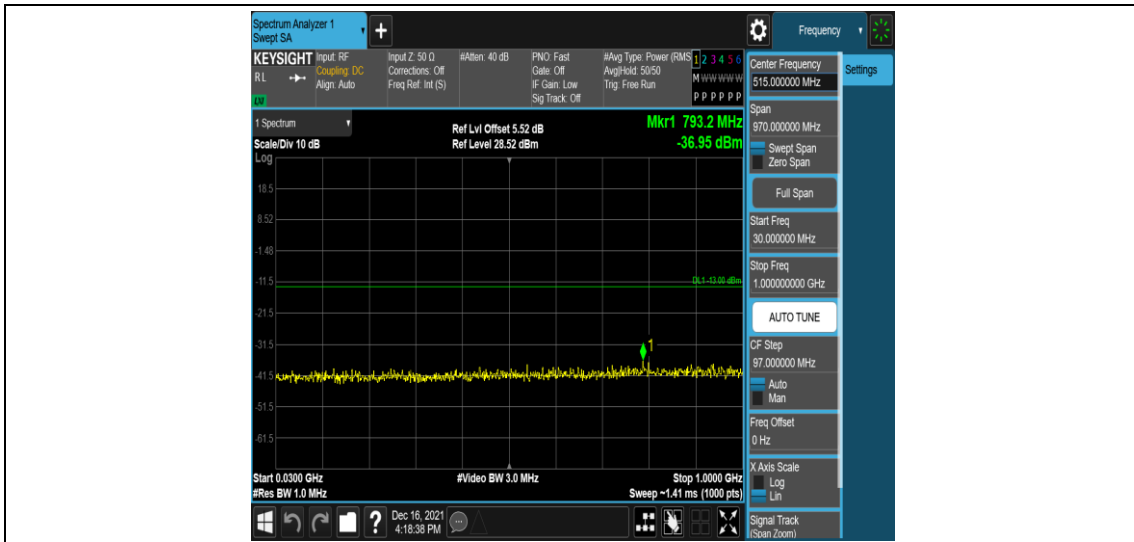 Spectrum Analyzer 1
Swept SA
+
Frequency
KEYSIGHT
RL
LXI
Input: RF
Coupling: DC
Align: Auto
Input Z: 50 Ω
Corrections: Off
Freq Ref: Int (S)
#Atten: 40 dB
PNO: Fast
Gate: Off
IF Gain: Low
Sig Track: Off
#Avg Type: Power (RMS
Avg|Hold: 50/50
Trig: Free Run
1 2 3 4 5 6
M W W W W W
P P P P P P
1 Spectrum
Scale/Div 10 dB
Log
Ref Lvl Offset 5.52 dB
Ref Level 28.52 dBm
Mkr1 793.2 MHz
-36.95 dBm
18.5
8.52
-1.48
-11.5
DL1 -13.00 dBm
-21.5
-31.5
1
-41.5
-51.5
-61.5
Start 0.0300 GHz
#Res BW 1.0 MHz
#Video BW 3.0 MHz
Stop 1.0000 GHz
Sweep ~1.41 ms (1000 pts)
Center Frequency
515.000000 MHz
Settings
Span
970.000000 MHz
Swept Span
Zero Span
Full Span
Start Freq
30.000000 MHz
Stop Freq
1.000000000 GHz
AUTO TUNE
CF Step
97.000000 MHz
Auto
Man
Freq Offset
0 Hz
X Axis Scale
Log
Lin
Signal Track
(Span Zoom)
?
Dec 16, 2021
4:18:38 PM